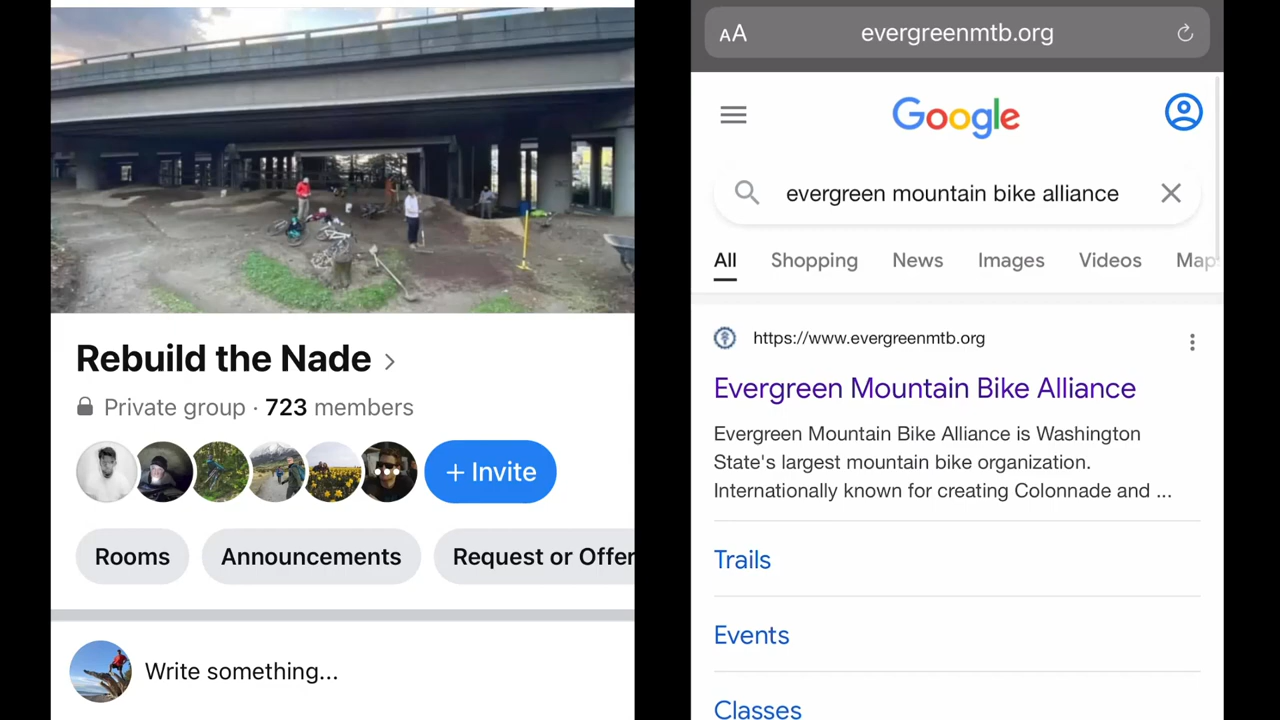 Rebuild the Nade >
Private group · 723 members
+ Invite
Rooms
Announcements
Request or Offer
Write something...
AA
evergreenmtb.org
Google
evergreen mountain bike alliance
All
Shopping
News
Images
Videos
Map
https://www.evergreenmtb.org
Evergreen Mountain Bike Alliance
Evergreen Mountain Bike Alliance is Washington
State's largest mountain bike organization.
Internationally known for creating Colonnade and ...
Trails
Events
Classes